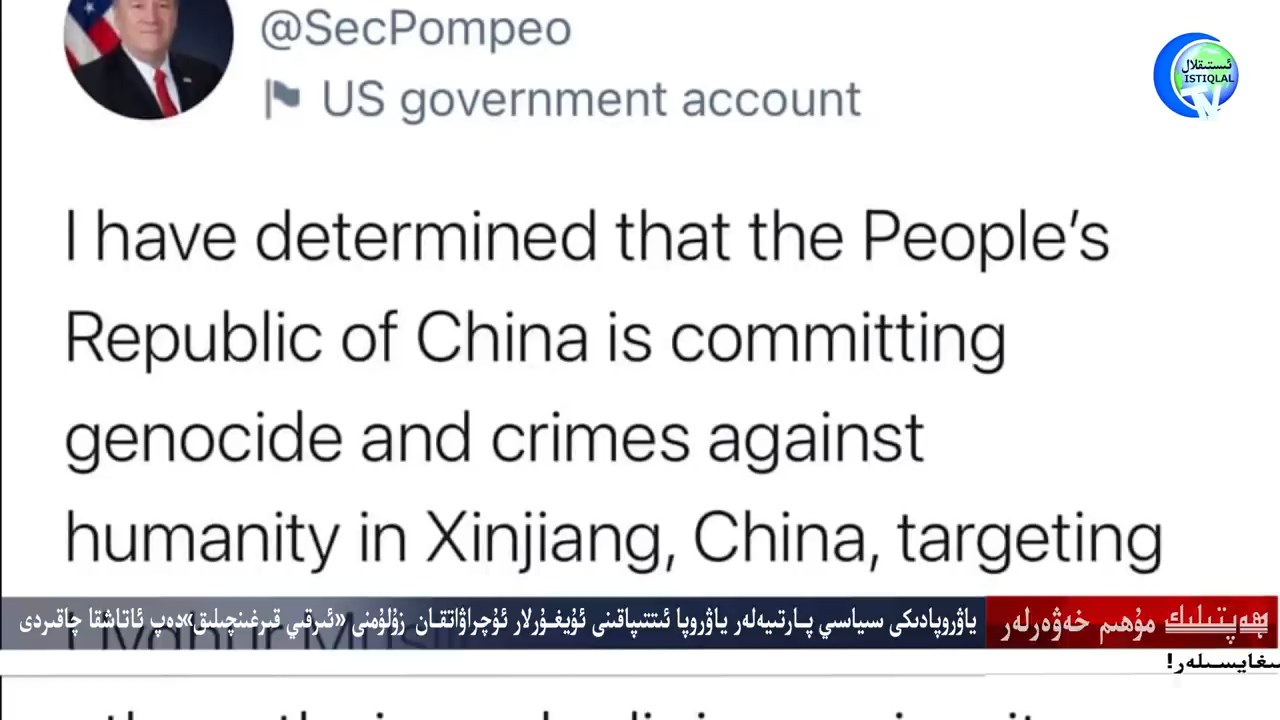 @SecPompeo
US government account
ئىستىقلال
ISTIQLAL
TV
I have determined that the People’s
Republic of China is committing
genocide and crimes against
humanity in Xinjiang, China, targeting
ھەپتىلىك مۇھىم خەۋەرلەر
ياۋروپادىكى سىياسىي پارتىيەلەر ياۋروپا ئىتتىپاقىنى ئۇيغۇرلار ئۇچراۋاتقان زۇلۇمنى «ئىرقىي قىرغىنچىلىق»دەپ ئاتاشقا چاقىردى